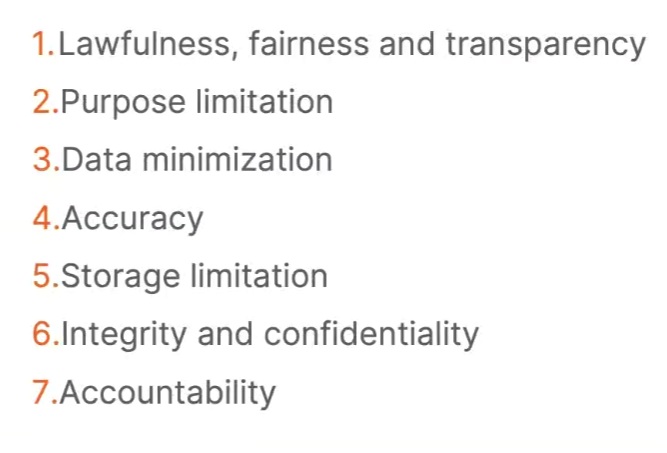 1.Lawfulness, fairness and transparency
2.Purpose limitation
3.Data minimization
4.Accuracy
5.Storage limitation
6.Integrity and confidentiality
7.Accountability